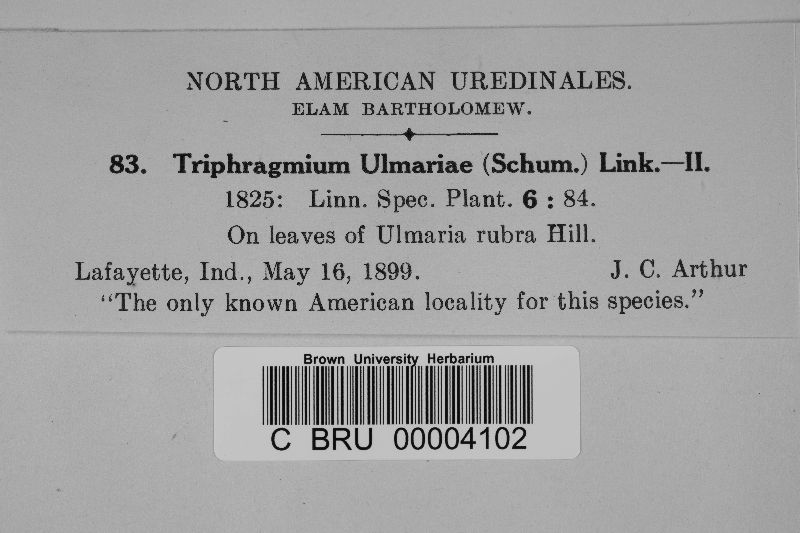 NORTH AMERICAN UREDINALES.
ELAM BARTHOLOMEW.
83. Triphragmium Ulmariae (Schum.) Link.—II.
1825: Linn. Spec. Plant. 6 : 84.
On leaves of Ulmaria rubra Hill.
Lafayette, Ind., May 16, 1899. J. C. Arthur
“The only known American locality for this species.”
Brown University Herbarium
C BRU 00004102